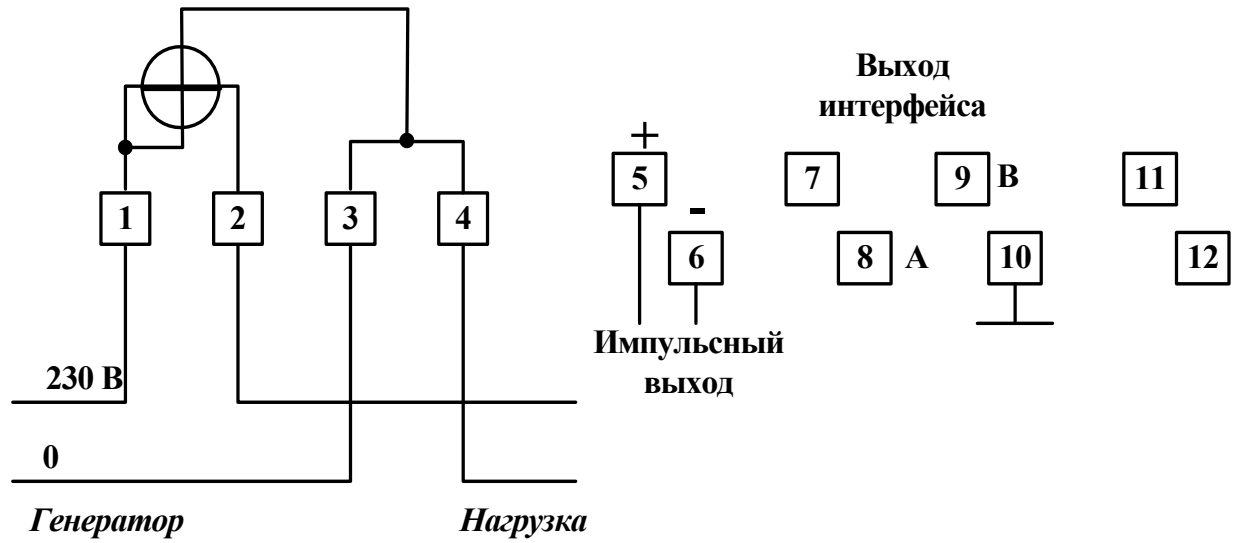 Выход
интерфейса
+
5 7 9 В 11
1 2 3 4
-
6 8 А 10 12
Импульсный
выход
230 В
0
Генератор Нагрузка